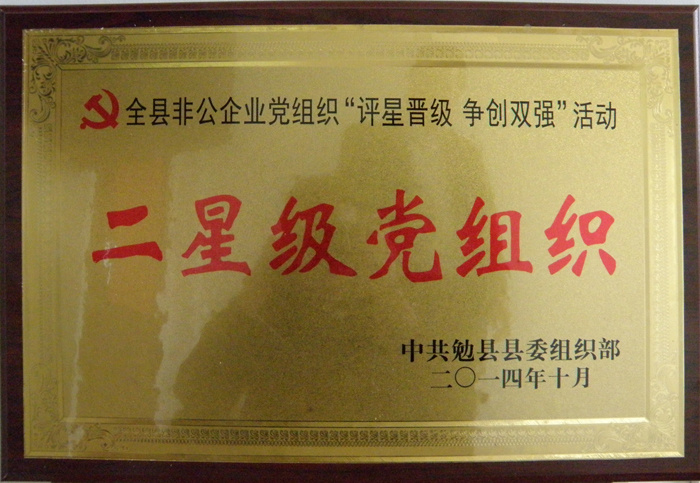 全县非公企业党组织“评星晋级 争创双强”活动
二星级党组织
中共勉县县委组织部
二〇一四年十月